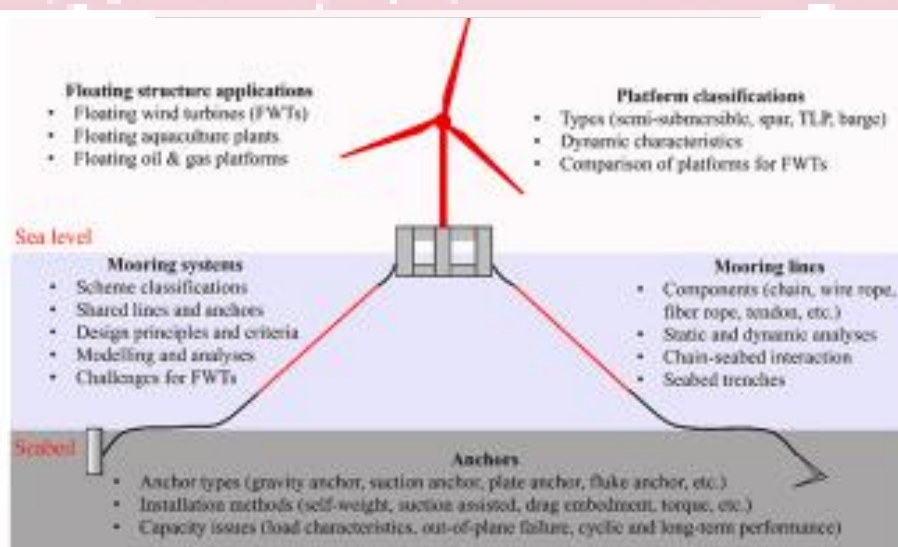 Floating structure applications
• Floating wind turbines (FWTs)
• Floating aquaculture plants
• Floating oil & gas platforms
Platform classifications
• Types (semi-submersible, spar, TLP, barge)
• Dynamic characteristics
• Comparison of platforms for FWTs
Sea level
Mooring systems
• Scheme classifications
• Shared lines and anchors
• Design principles and criteria
• Modelling and analyses
• Challenges for FWTs
Mooring lines
• Components (chain, wire rope,
fiber rope, tendon, etc.)
• Static and dynamic analyses
• Chain-seabed interaction
• Seabed trenches
Seabed
Anchors
• Anchor types (gravity anchor, suction anchor, plate anchor, fluke anchor, etc.)
• Installation methods (self-weight, suction assisted, drag embedment, torque, etc.)
• Capacity issues (load characteristics, out-of-plane failure, cyclic and long-term performance)